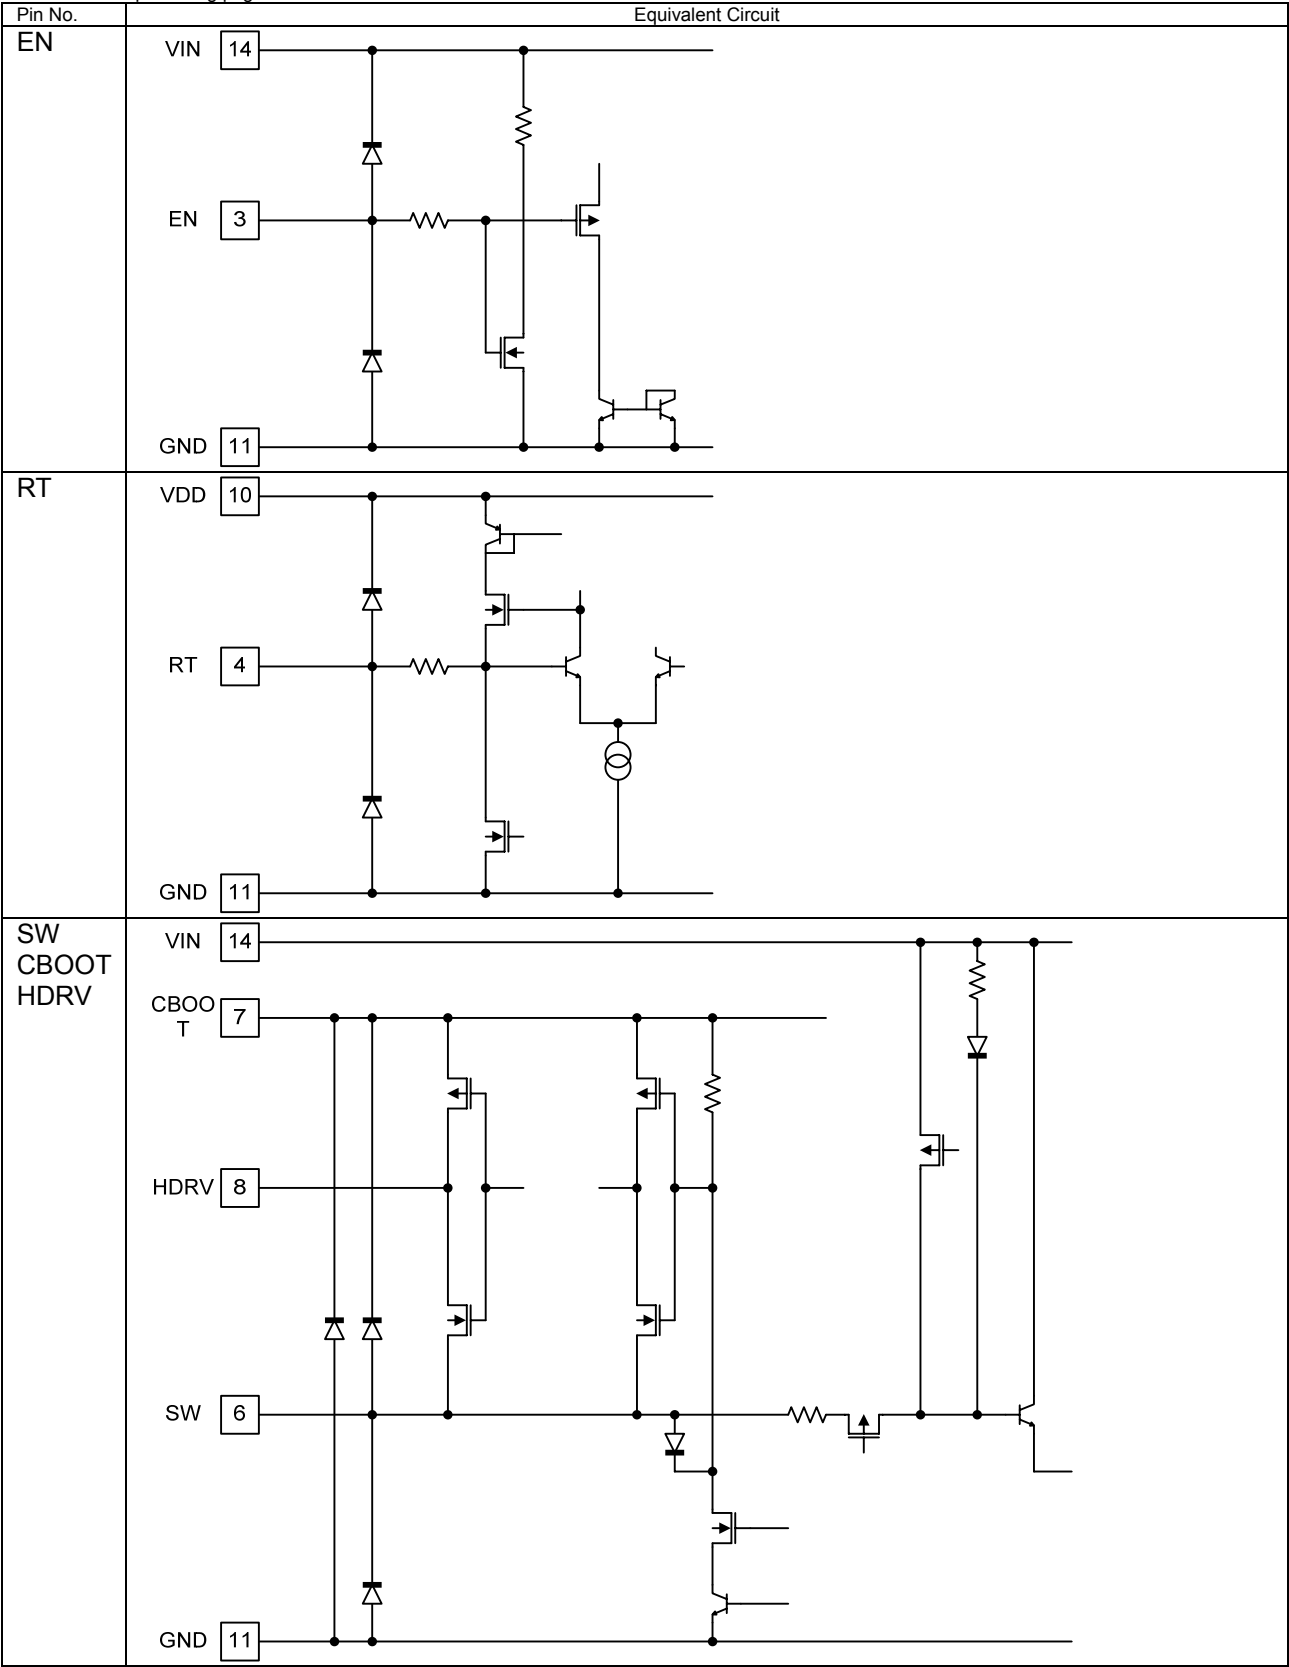 Pin No. Equivalent Circuit
EN
VIN 14
EN 3
GND 11
RT
VDD 10
RT 4
GND 11
SW
CBOOT
HDRV
VIN 14
CBOO
T 7
HDRV 8
SW 6
GND 11